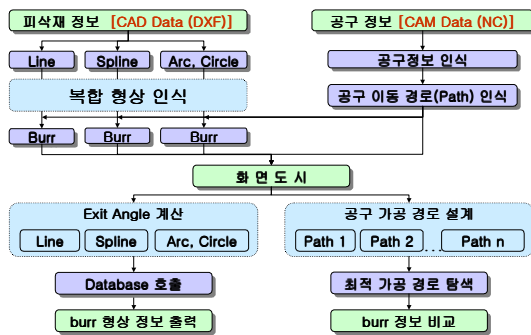 피삭재 정보 [CAD Data (DXF)]
공구 정보 [CAM Data (NC)]
Line
Spline
Arc, Circle
공구정보 인식
복합 형상 인식
공구 이동 경로(Path) 인식
Burr
Burr
Burr
화 면 도 시
Exit Angle 계산
공구 가공 경로 설계
Line
Spline
Arc, Circle
Path 1
Path 2
...
Path n
Database 호출
최적 가공 경로 탐색
burr 형상 정보 출력
burr 정보 비교